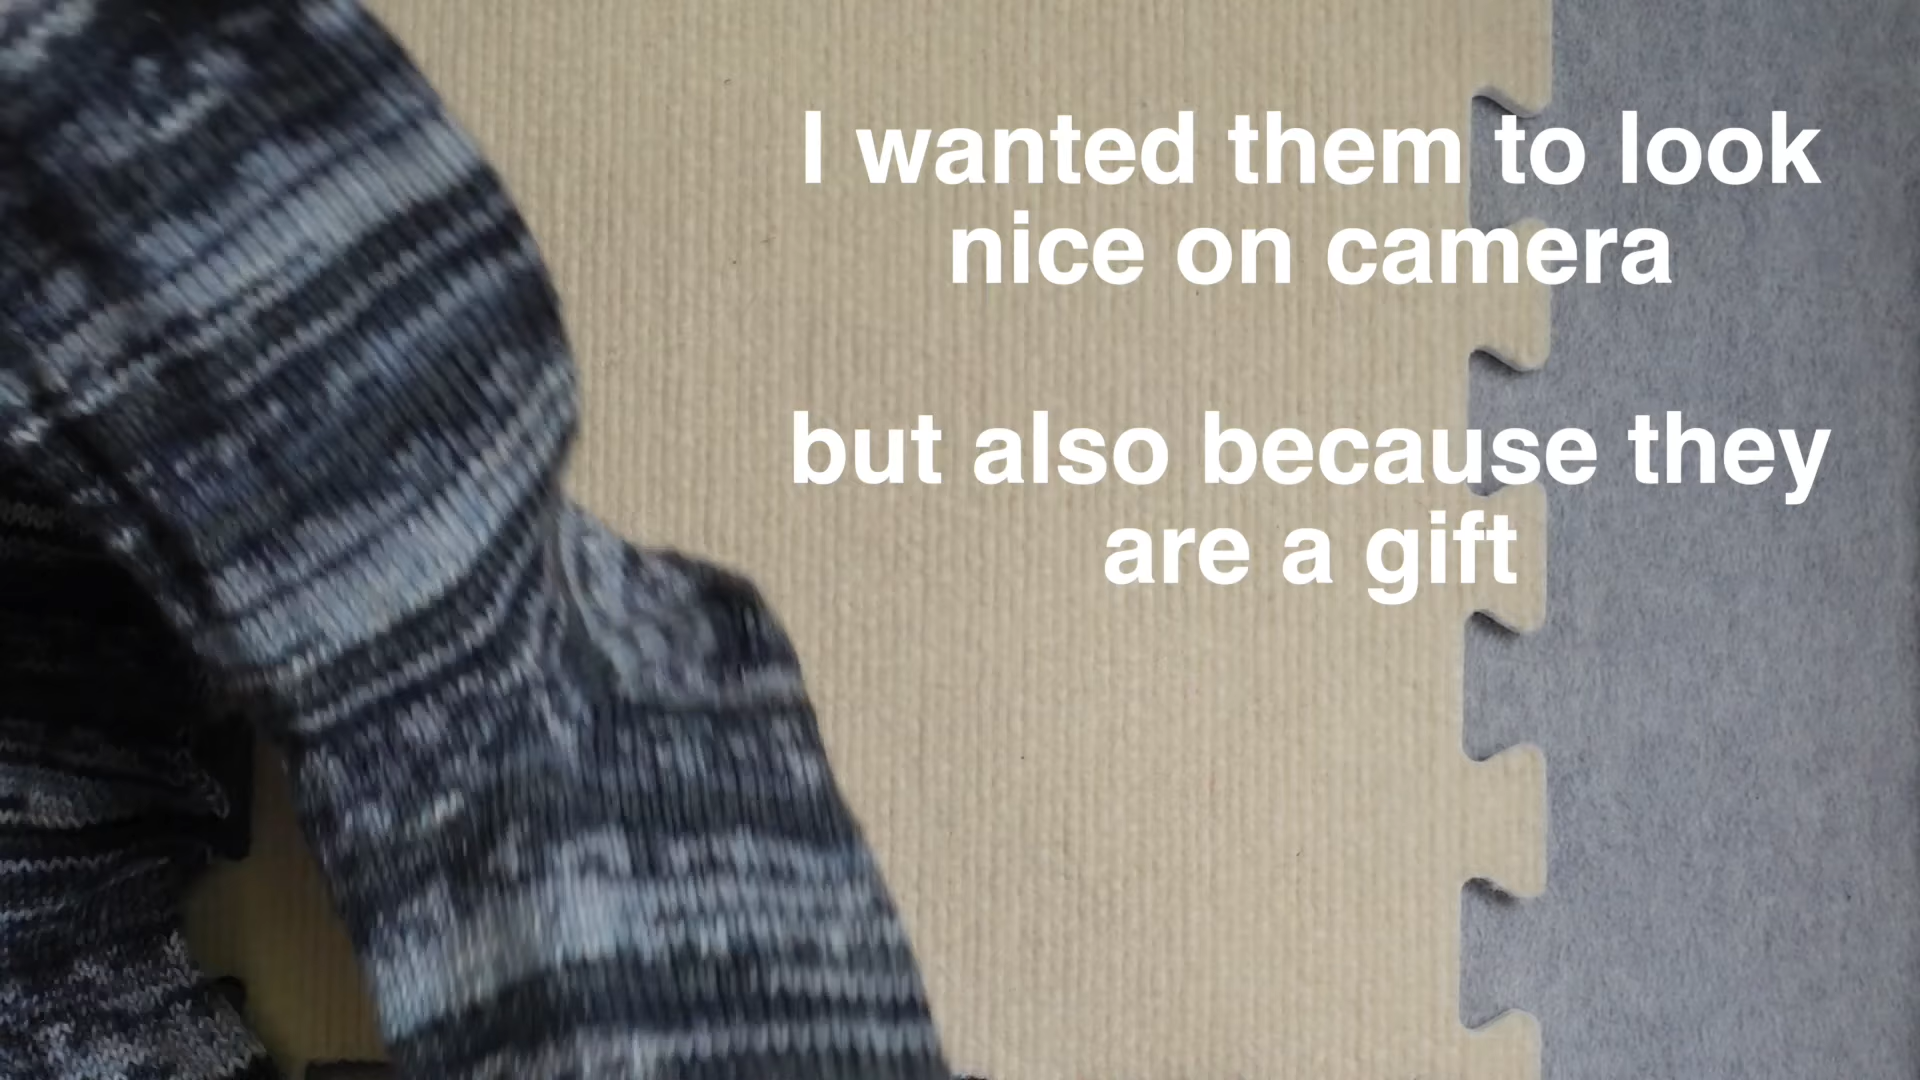 I wanted them to look
nice on camera
but also because they
are a gift